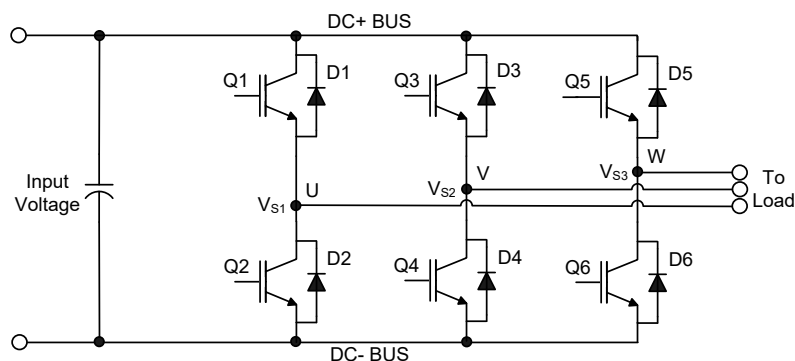 DC+ BUS
Q1
D1
Q3
D3
Q5
D5
Input
Voltage
VS1
U
VS2
V
VS3
W
To
Load
Q2
D2
Q4
D4
Q6
D6
DC- BUS